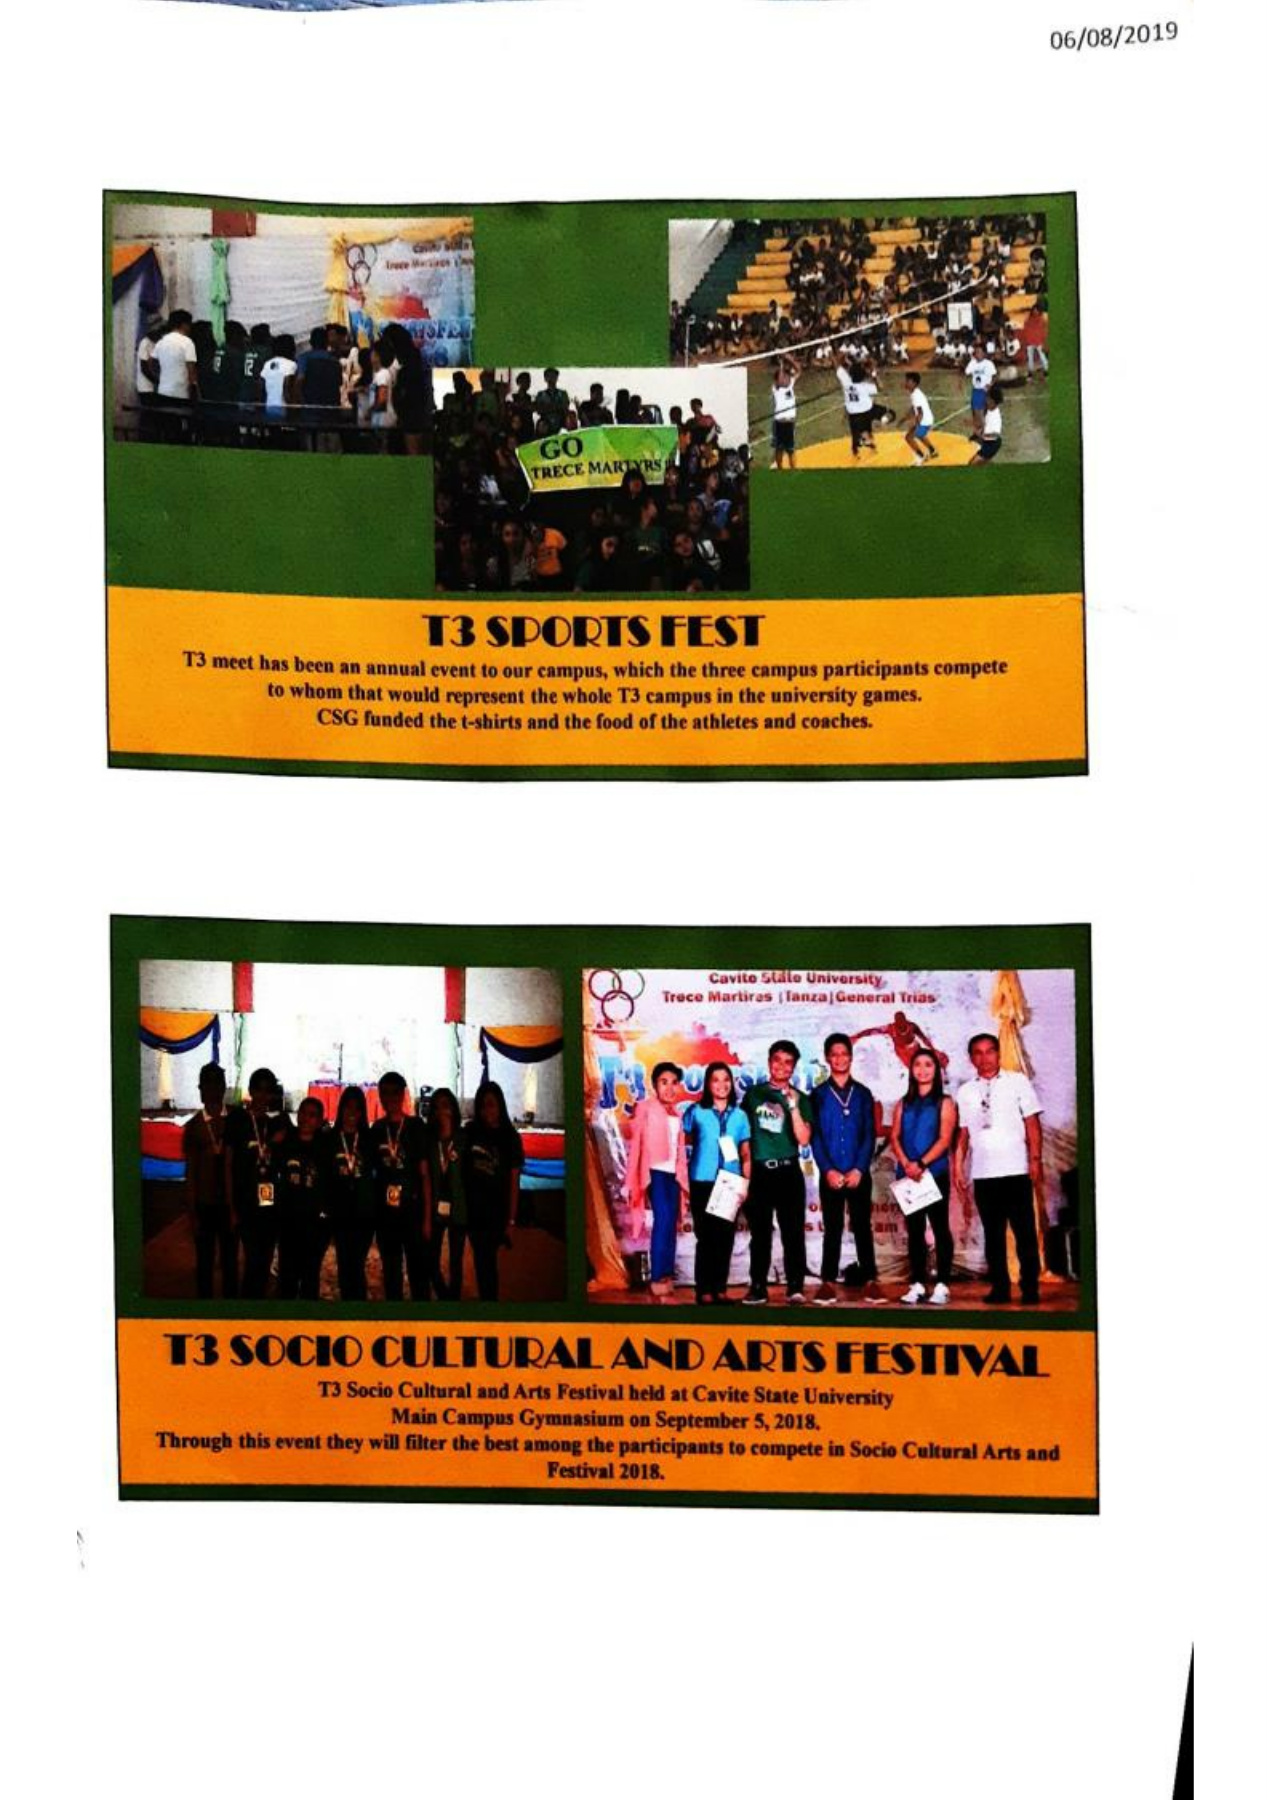 06/08/2019
Cavite State
Trece Martires
GO
TRECE MARTYRS
T3 SPORTS FEST
T3 meet has been an annual event to our campus, which the three campus participants compete
to whom that would represent the whole T3 campus in the university games.
CSG funded the t-shirts and the food of the athletes and coaches.
Cavite State University
Trece Martires | Tanza | General Trias
T3
T3 SOCIO CULTURAL AND ARTS FESTIVAL
T3 Socio Cultural and Arts Festival held at Cavite State University
Main Campus Gymnasium on September 5, 2018.
Through this event they will filter the best among the participants to compete in Socio Cultural Arts and
Festival 2018.